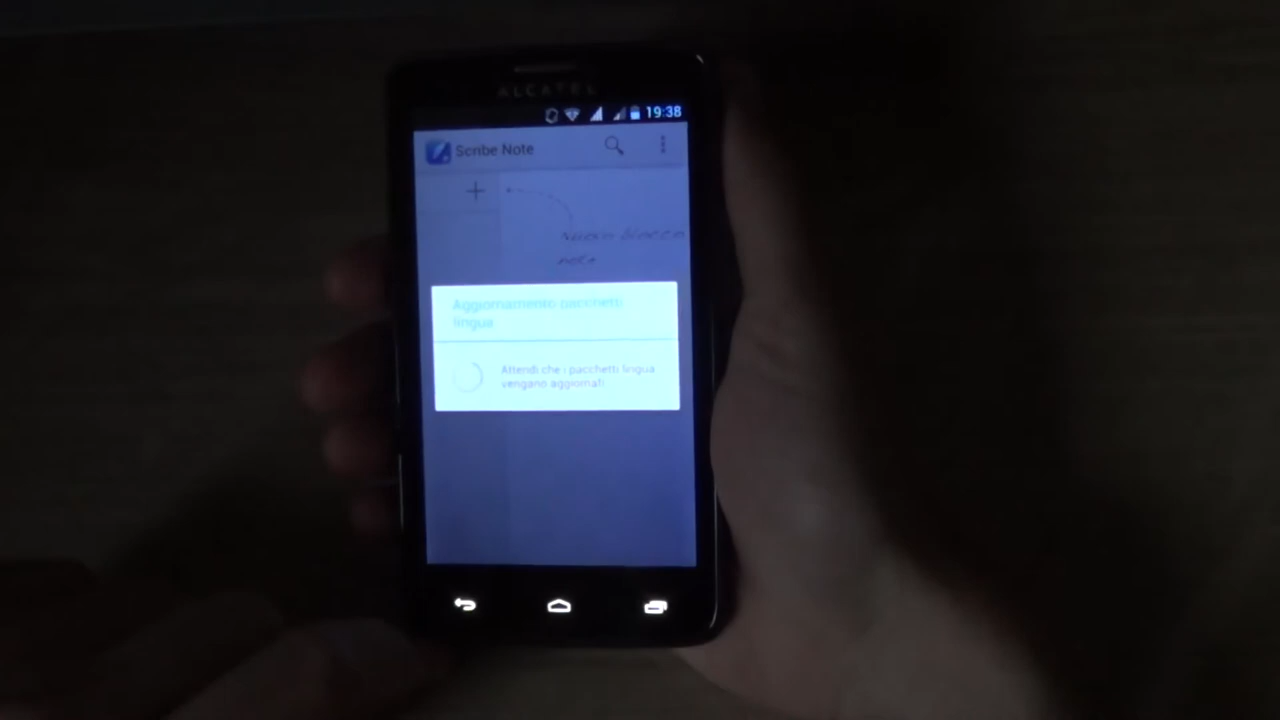 ALCATEL
19:38
Scribe Note
Nuovo blocco
note
Aggiornamento pacchetti
lingua
Attendi che i pacchetti lingua
vengano aggiornati